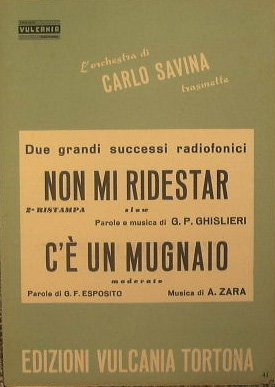 VULCANIA
L'orchestra di
CARLO SAVINA
trasmette
Due grandi successi radiofonici
NON MI RIDESTAR
2ª RISTAMPA slow
Parole e musica di G. P. GHISLIERI
C'È UN MUGNAIO
moderato
Parole di G. F. ESPOSITO Musica di A. ZARA
EDIZIONI VULCANIA TORTONA